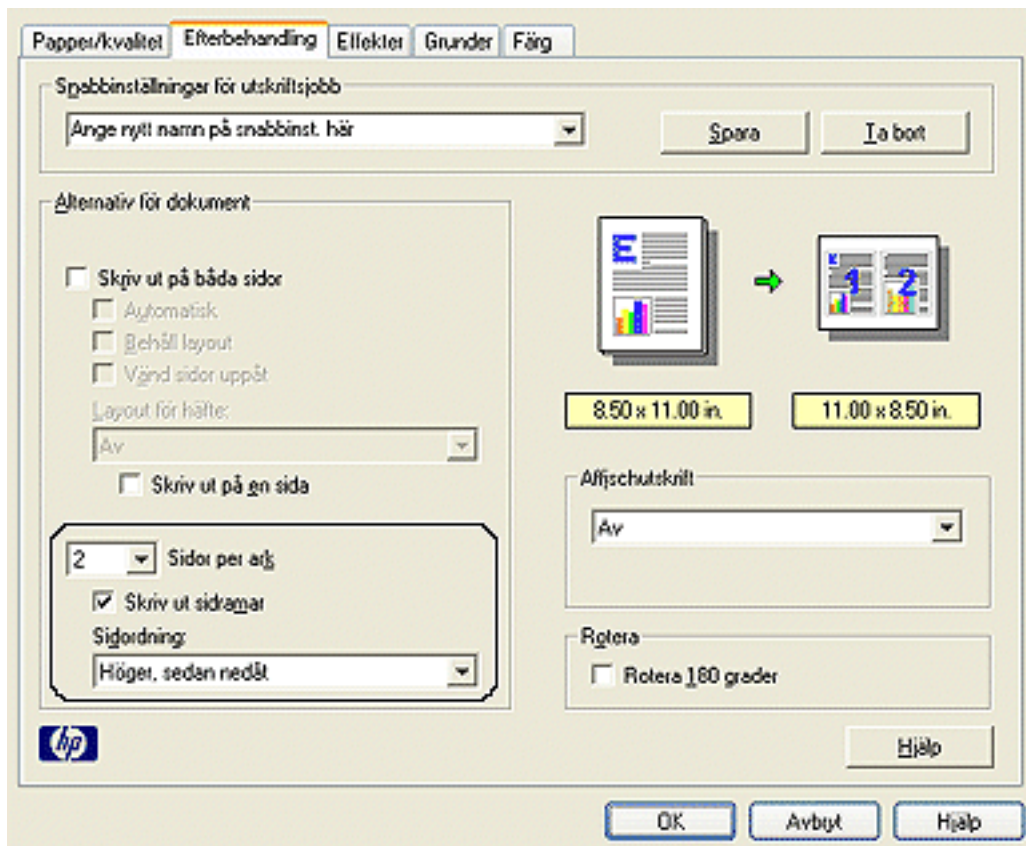 Papper/kvalitet Efterbehandling Effekter Grunder Färg
Snabbinställningar för utskriftsjobb
Ange nytt namn på snabbinst. här Spara Ta bort
Alternativ för dokument
Skriv ut på båda sidor
Automatisk
Behåll layout
Vänd sidor uppåt
Layout för häfte:
Av
Skriv ut på en sida
2 Sidor per ark
Skriv ut sidramar
Sidordning:
Höger, sedan nedåt
E
1 2
8.50 x 11.00 in. 11.00 x 8.50 in.
Affischutskrift
Av
Rotera
Rotera 180 grader
hp
Hjälp
OK Avbryt Hjälp